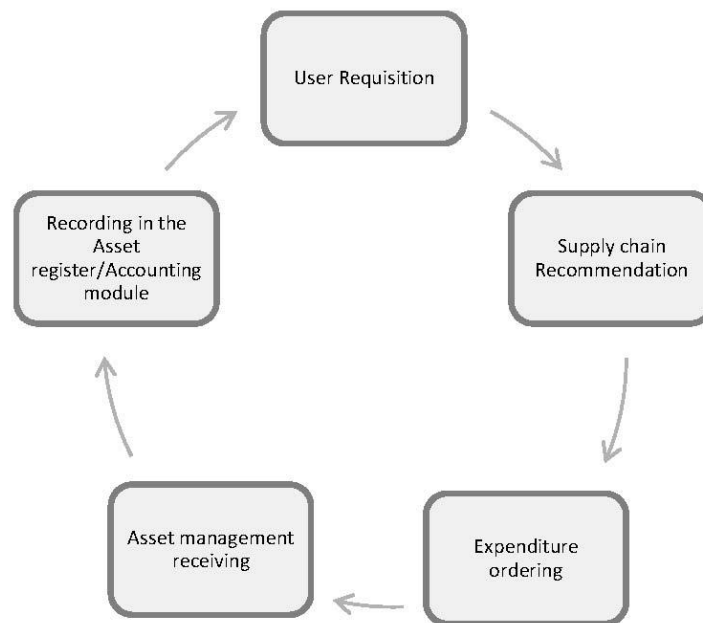 User Requisition
Supply chain
Recommendation
Expenditure
ordering
Asset management
receiving
Recording in the
Asset
register/Accounting
module